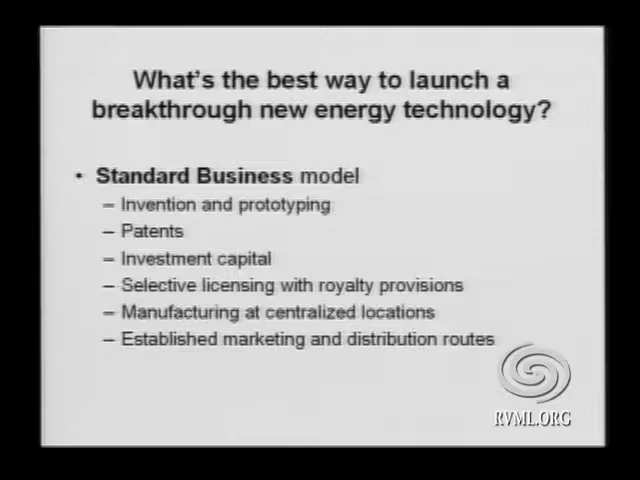 What's the best way to launch a
breakthrough new energy technology?
• Standard Business model
– Invention and prototyping
– Patents
– Investment capital
– Selective licensing with royalty provisions
– Manufacturing at centralized locations
– Established marketing and distribution routes
RVML.ORG